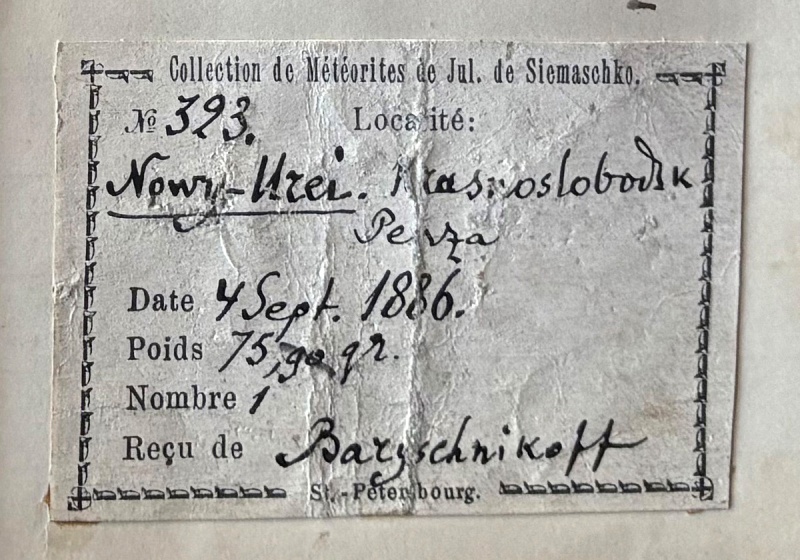 Collection de Météorites de Jul. de Siemaschko.
№ 393. Localité:
Nowy-Urei. Krasnoslobodsk
Penza
Date 4 Sept. 1886.
Poids 75,90 gr.
Nombre 1
Reçu de Baryschnikoff
St.-Pétersbourg.